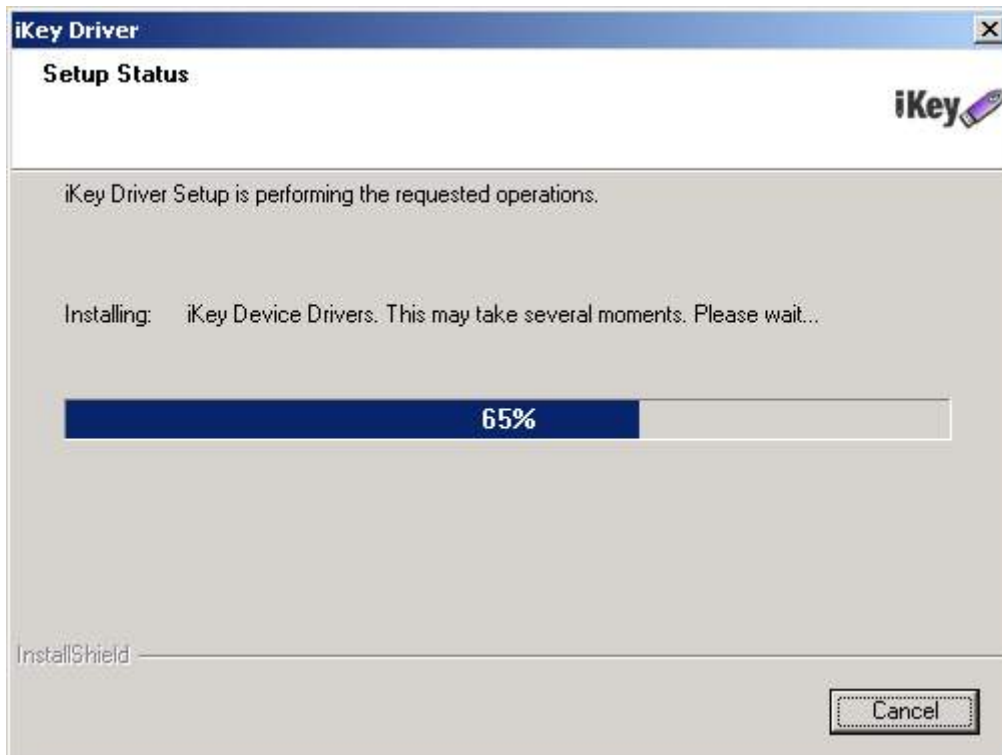 iKey Driver
Setup Status
iKey
iKey Driver Setup is performing the requested operations.
Installing: iKey Device Drivers. This may take several moments. Please wait...
65%
InstallShield
Cancel